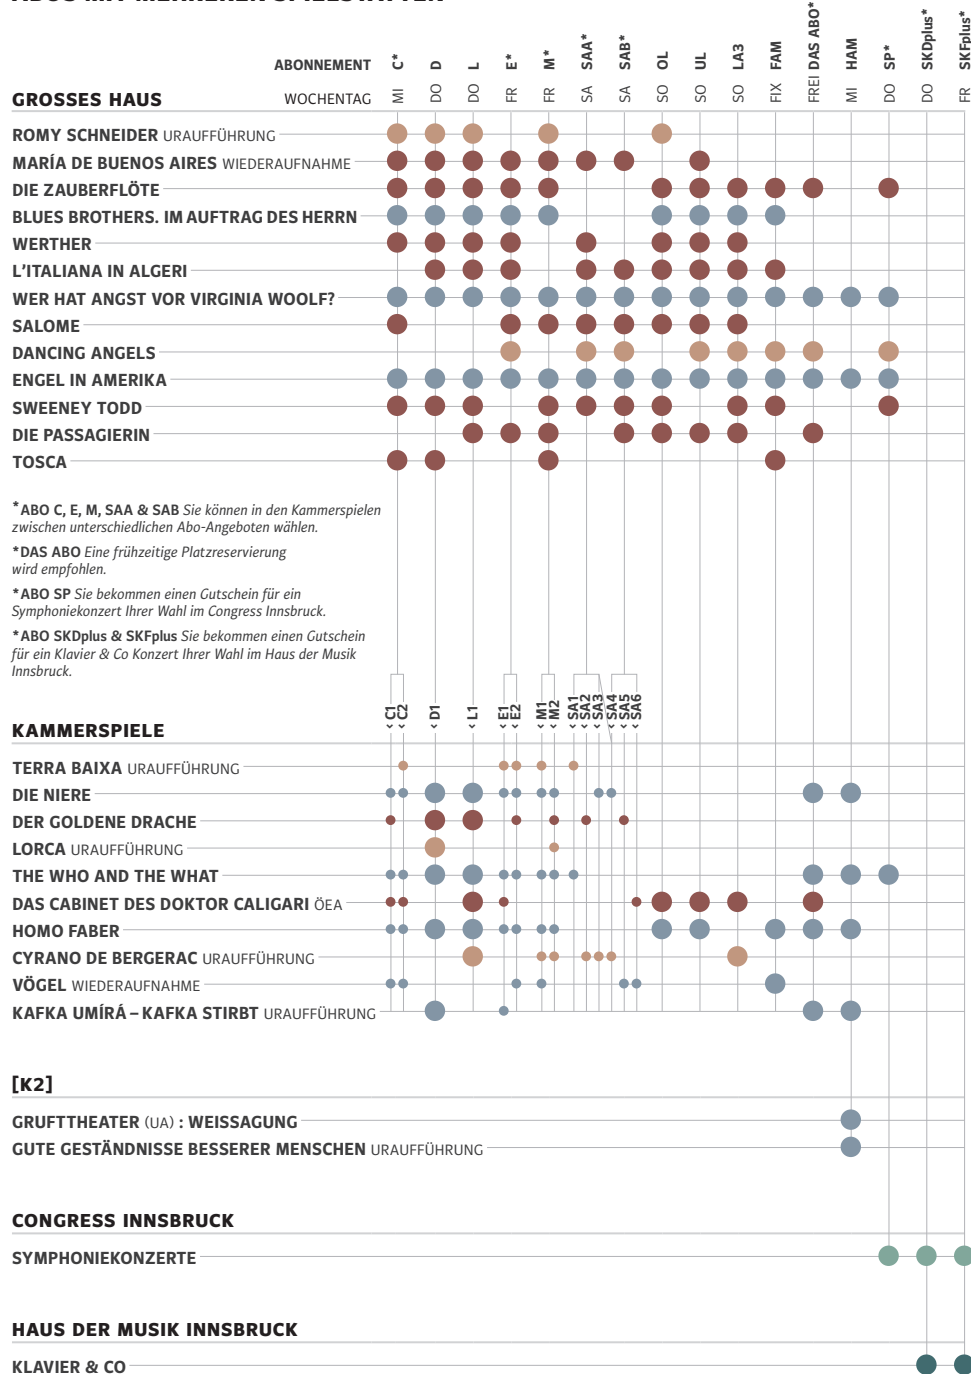 ABOS MIT MEHREREN SPIELSTÄTTEN
ABONNEMENT C* D L E* M* SAA* SAB* OL UL LA3 FAM DAS ABO* HAM SP* SKDplus* SKFplus*
GROSSES HAUS WOCHENTAG MI DO DO FR FR SA SA SO SO SO FIX FREI MI DO DO FR
ROMY SCHNEIDER URAUFFÜHRUNG
MARÍA DE BUENOS AIRES WIEDERAUFNAHME
DIE ZAUBERFLÖTE
BLUES BROTHERS. IM AUFTRAG DES HERRN
WERTHER
L'ITALIANA IN ALGERI
WER HAT ANGST VOR VIRGINIA WOOLF?
SALOME
DANCING ANGELS
ENGEL IN AMERIKA
SWEENEY TODD
DIE PASSAGIERIN
TOSCA
*ABO C, E, M, SAA & SAB Sie können in den Kammerspielen
zwischen unterschiedlichen Abo-Angeboten wählen.
*DAS ABO Eine frühzeitige Platzreservierung
wird empfohlen.
*ABO SP Sie bekommen einen Gutschein für ein
Symphoniekonzert Ihrer Wahl im Congress Innsbruck.
*ABO SKDplus & SKFplus Sie bekommen einen Gutschein
für ein Klavier & Co Konzert Ihrer Wahl im Haus der Musik
Innsbruck.
KAMMERSPIELE ‹ C1 ‹ C2 ‹ D1 ‹ L1 ‹ E1 ‹ E2 ‹ M1 ‹ M2 ‹ SA1 ‹ SA2 ‹ SA3 ‹ SA4 ‹ SA5 ‹ SA6
TERRA BAIXA URAUFFÜHRUNG
DIE NIERE
DER GOLDENE DRACHE
LORCA URAUFFÜHRUNG
THE WHO AND THE WHAT
DAS CABINET DES DOKTOR CALIGARI ÖEA
HOMO FABER
CYRANO DE BERGERAC URAUFFÜHRUNG
VÖGEL WIEDERAUFNAHME
KAFKA UMÍRÁ – KAFKA STIRBT URAUFFÜHRUNG
[K2]
GRUFTTHEATER (UA) : WEISSAGUNG
GUTE GESTÄNDNISSE BESSERER MENSCHEN URAUFFÜHRUNG
CONGRESS INNSBRUCK
SYMPHONIEKONZERTE
HAUS DER MUSIK INNSBRUCK
KLAVIER & CO